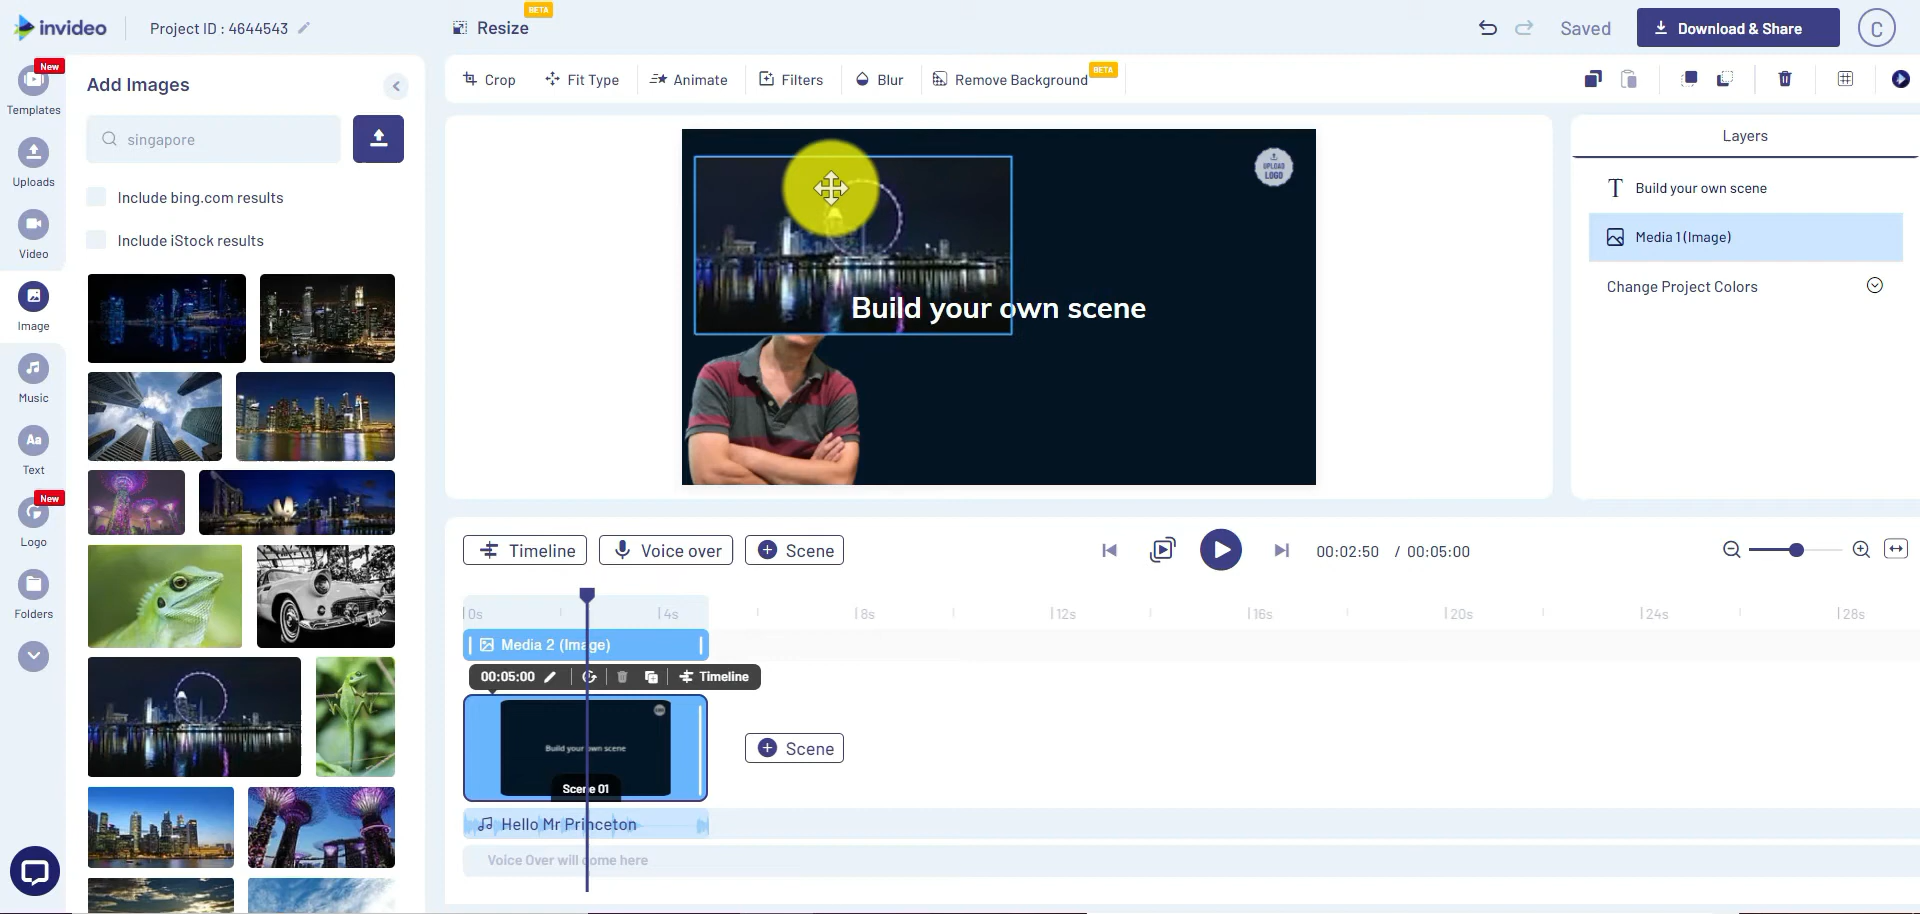 invideo
Project ID : 4644543
Resize
BETA
Saved
Download & Share
C
New
Templates
Uploads
Video
Image
Music
Aa
Text
New
Logo
Folders
Add Images
singapore
Include bing.com results
Include iStock results
Crop
Fit Type
Animate
Filters
Blur
Remove Background
BETA
UPLOAD
LOGO
Build your own scene
Layers
T Build your own scene
Media 1 (Image)
Change Project Colors
Timeline
Voice over
Scene
00:02:50 / 00:05:00
0s
4s
8s
12s
16s
20s
24s
28s
Media 2 (Image)
00:05:00
Timeline
Build your own scene
Scene 01
Scene
Hello Mr Princeton
Voice Over will come here